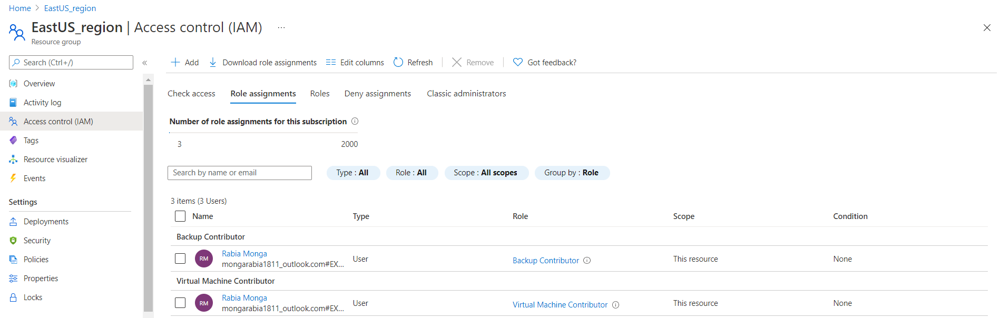 Home > EastUS_region
EastUS_region | Access control (IAM) ...
Resource group
Search (Ctrl+/)
«
Overview
Activity log
Access control (IAM)
Tags
Resource visualizer
Events
Settings
Deployments
Security
Policies
Properties
Locks
Add Download role assignments Edit columns Refresh Remove Got feedback?
Check access Role assignments Roles Deny assignments Classic administrators
Number of role assignments for this subscription
3 2000
Search by name or email Type : All Role : All Scope : All scopes Group by : Role
3 items (3 Users)
Name Type Role Scope Condition
Backup Contributor
RM Rabia Monga User Backup Contributor This resource None
mongarabia1811_outlook.com#EX...
Virtual Machine Contributor
RM Rabia Monga User Virtual Machine Contributor This resource None
mongarabia1811_outlook.com#EX...